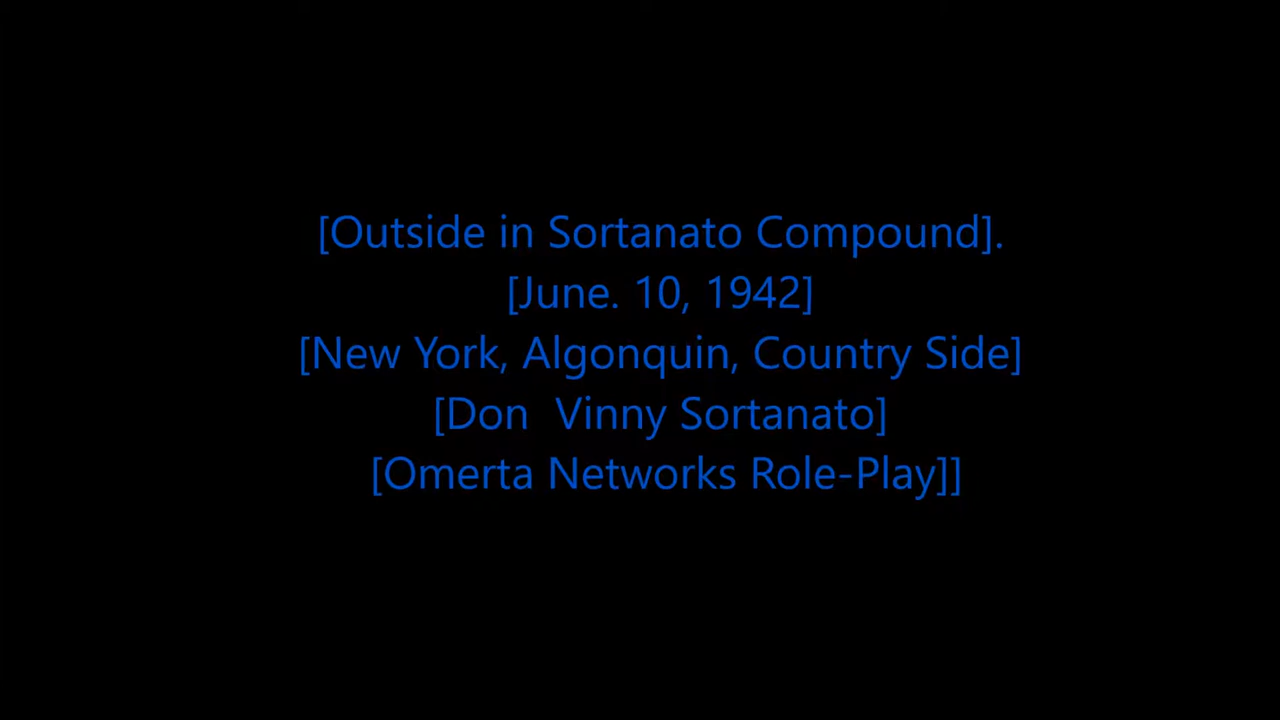 [Outside in Sortanato Compound].
[June. 10, 1942]
[New York, Algonquin, Country Side]
[Don  Vinny Sortanato]
[Omerta Networks Role-Play]]